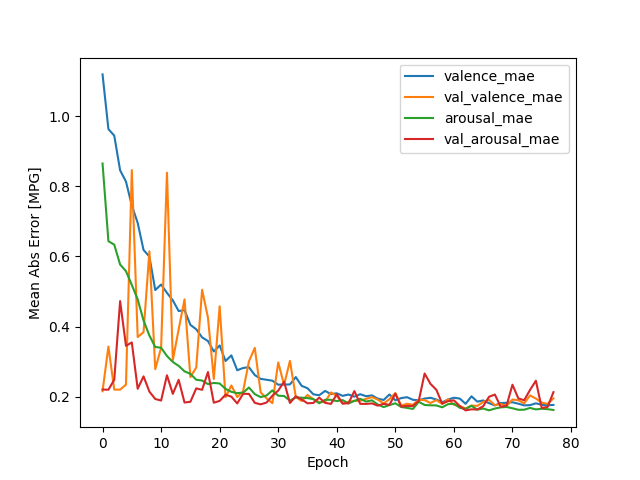 valence_mae
val_valence_mae
arousal_mae
val_arousal_mae
Mean Abs Error [MPG]
1.0
0.8
0.6
0.4
0.2
0 10 20 30 40 50 60 70 80
Epoch